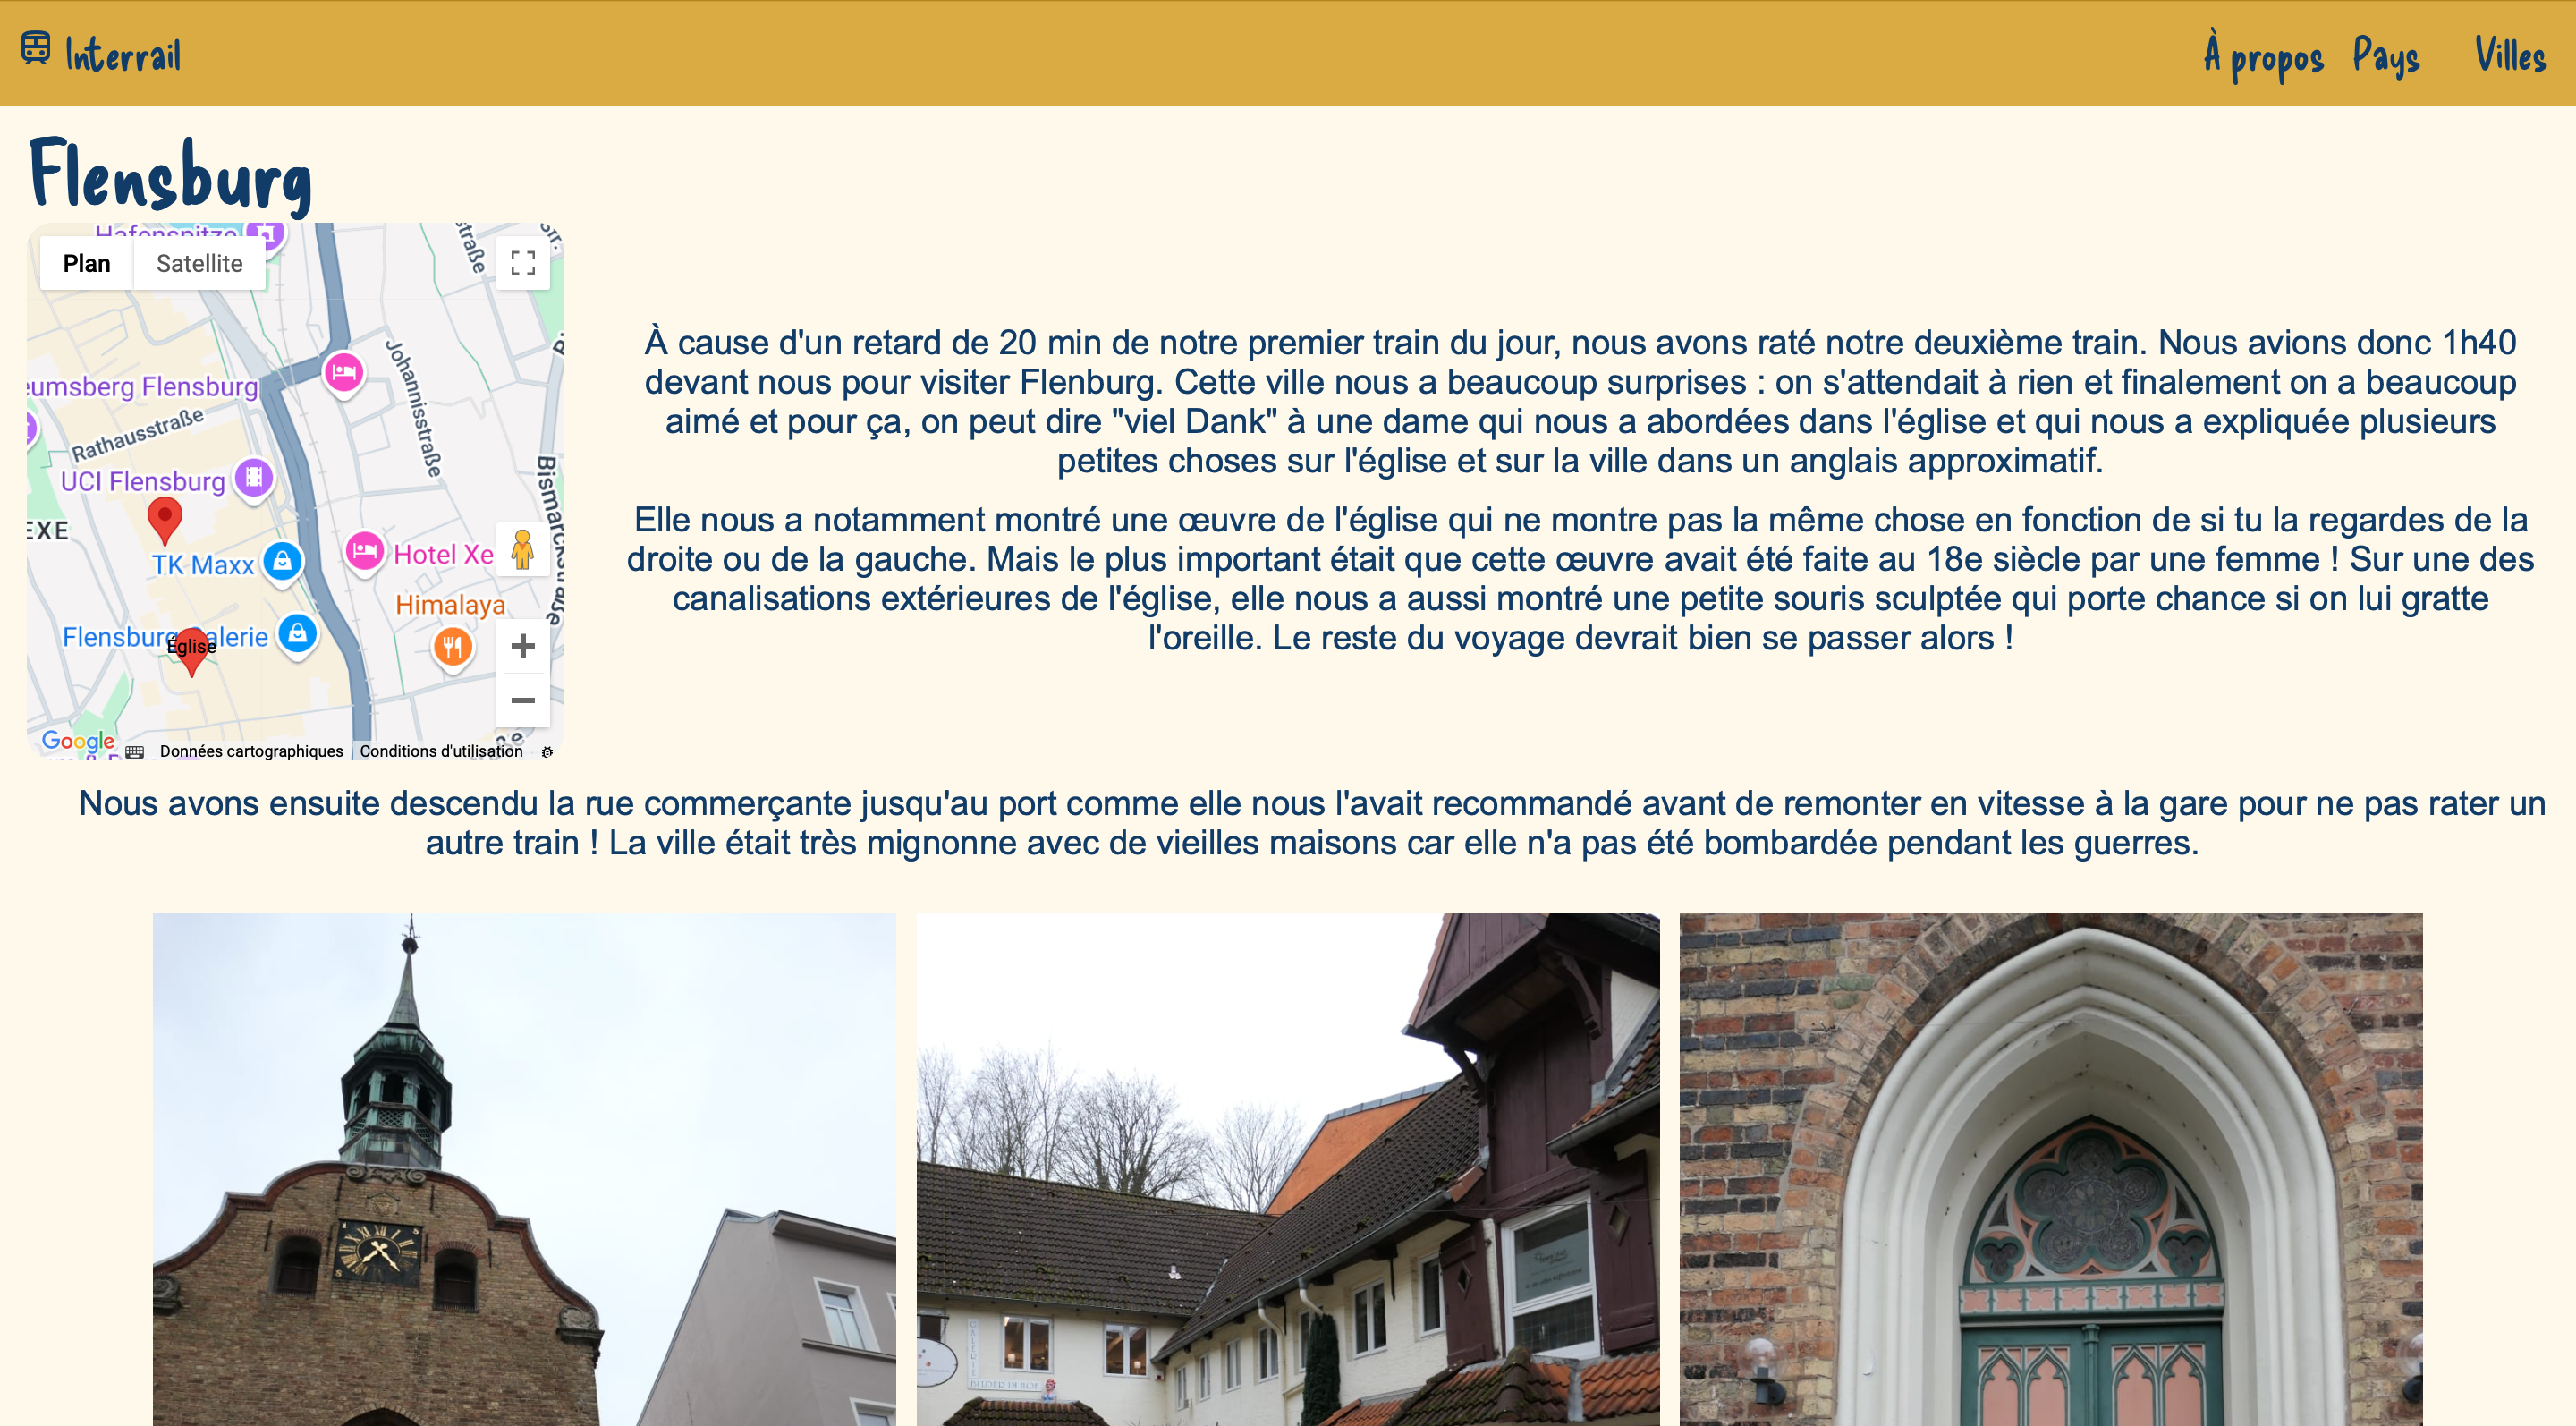 Interrail
À propos Pays Villes
Flensburg
Hafenspitze
Plan Satellite
Flensburg
Rathausstraße
Johannisstraße
UCI Flensburg
TK Maxx
Hotel
Himalaya
Flensburg Galerie
Église
Google
Données cartographiques Conditions d'utilisation
À cause d'un retard de 20 min de notre premier train du jour, nous avons raté notre deuxième train. Nous avions donc 1h40
devant nous pour visiter Flenburg. Cette ville nous a beaucoup surprises : on s'attendait à rien et finalement on a beaucoup
aimé et pour ça, on peut dire "viel Dank" à une dame qui nous a abordées dans l'église et qui nous a expliquée plusieurs
petites choses sur l'église et sur la ville dans un anglais approximatif.
Elle nous a notamment montré une œuvre de l'église qui ne montre pas la même chose en fonction de si tu la regardes de la
droite ou de la gauche. Mais le plus important était que cette œuvre avait été faite au 18e siècle par une femme ! Sur une des
canalisations extérieures de l'église, elle nous a aussi montré une petite souris sculptée qui porte chance si on lui gratte
l'oreille. Le reste du voyage devrait bien se passer alors !
Nous avons ensuite descendu la rue commerçante jusqu'au port comme elle nous l'avait recommandé avant de remonter en vitesse à la gare pour ne pas rater un
autre train ! La ville était très mignonne avec de vieilles maisons car elle n'a pas été bombardée pendant les guerres.
GALERIE
BILDER IM HOF